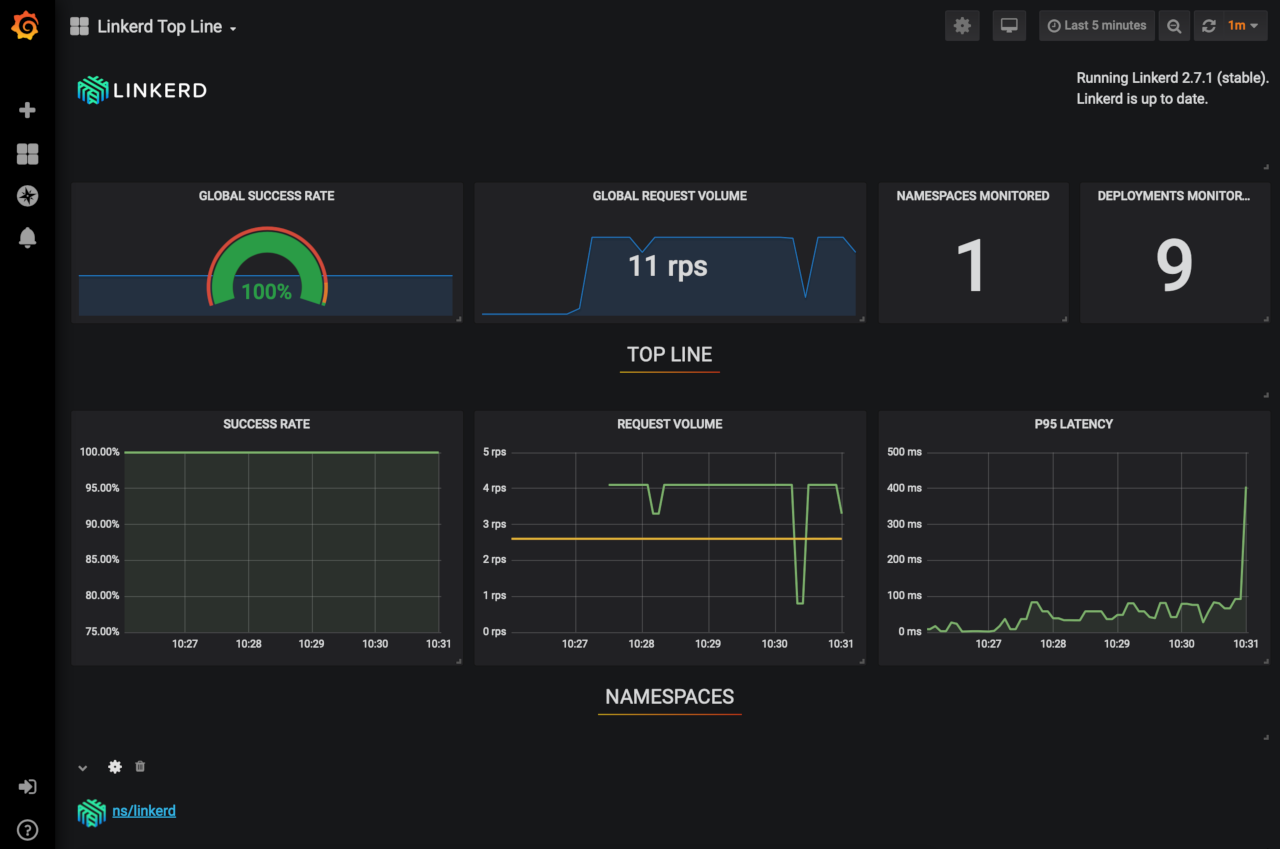 Linkerd Top Line
Last 5 minutes
1m
LINKERD
Running Linkerd 2.7.1 (stable).
Linkerd is up to date.
GLOBAL SUCCESS RATE
100%
GLOBAL REQUEST VOLUME
11 rps
NAMESPACES MONITORED
1
DEPLOYMENTS MONITOR...
9
TOP LINE
SUCCESS RATE
100.00%
95.00%
90.00%
85.00%
80.00%
75.00%
10:27 10:28 10:29 10:30 10:31
REQUEST VOLUME
5 rps
4 rps
3 rps
2 rps
1 rps
0 rps
10:27 10:28 10:29 10:30 10:31
P95 LATENCY
500 ms
400 ms
300 ms
200 ms
100 ms
0 ms
10:27 10:28 10:29 10:30 10:31
NAMESPACES
ns/linkerd